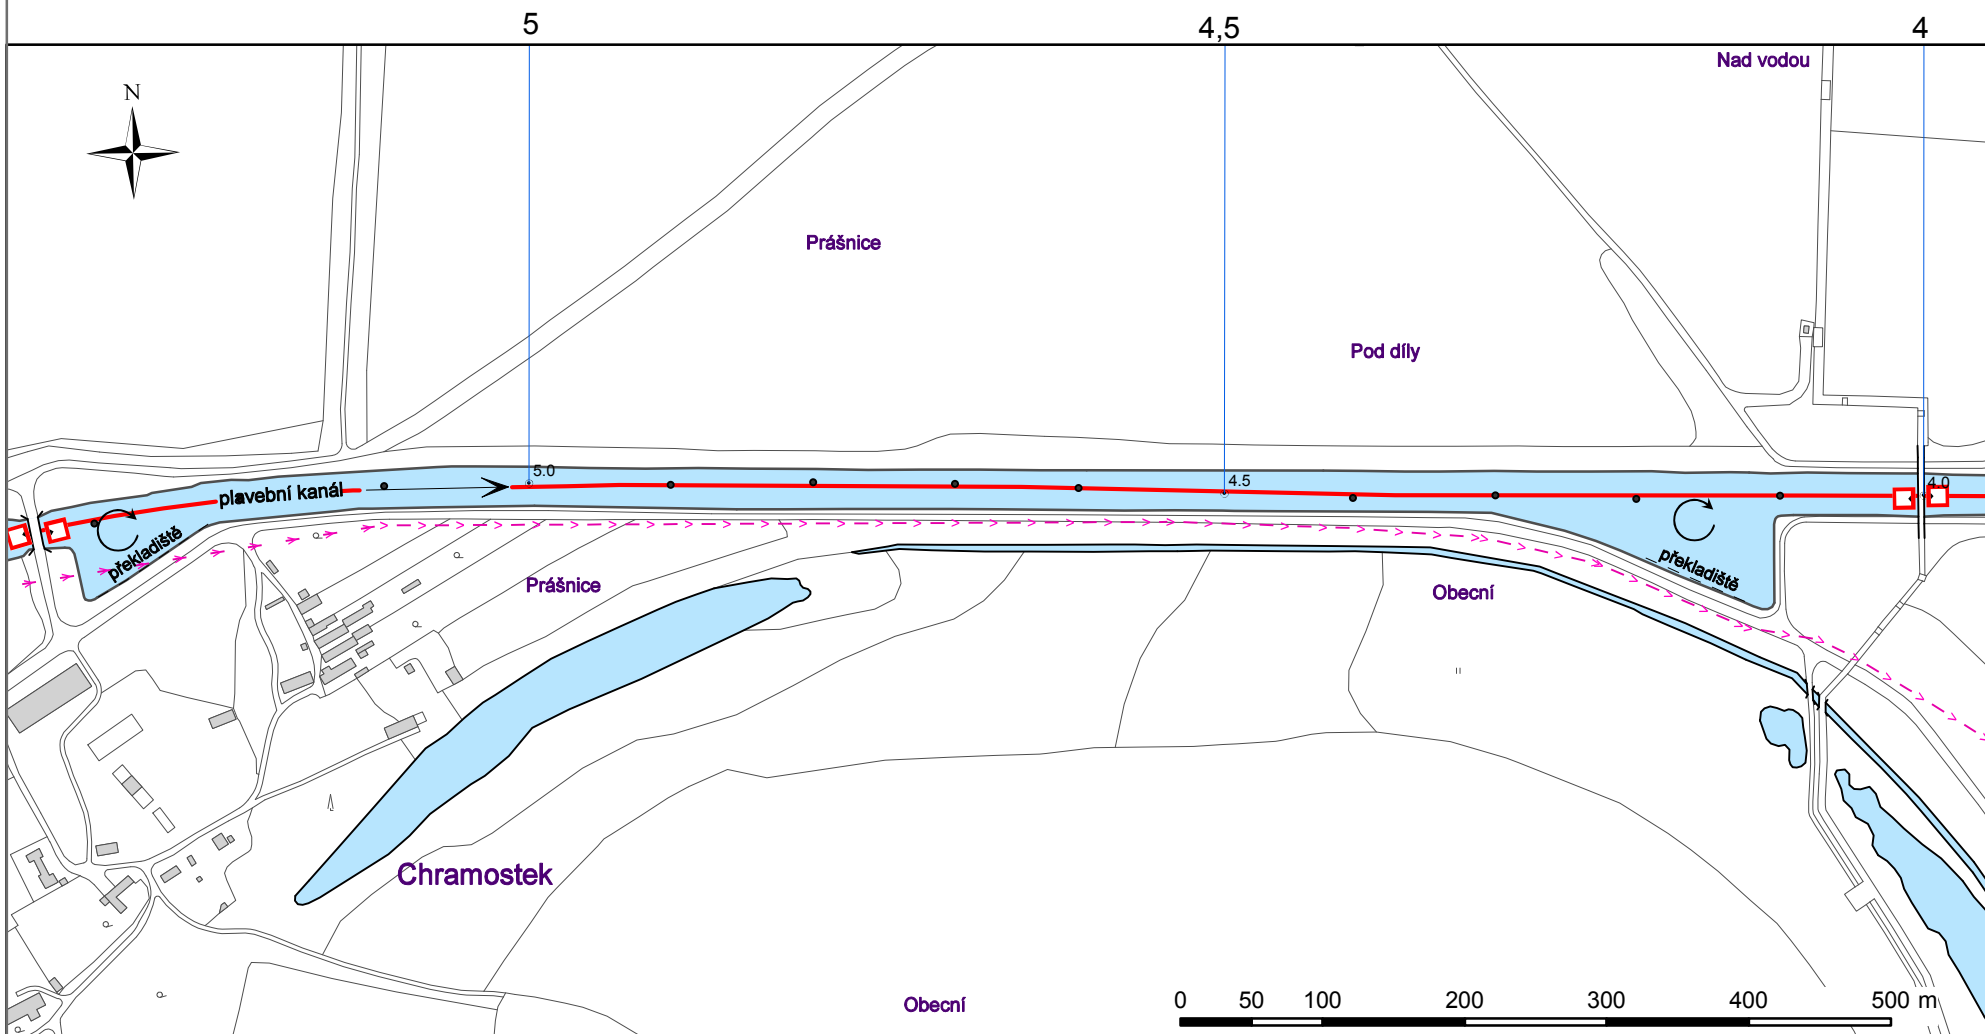 5
4,5
4
Nad vodou
N
Prášnice
Pod díly
5.0
4.5
4.0
plavební kanál
překladiště
překladiště
Prášnice
Obecní
Chramostek
Obecní
0 50 100 200 300 400 500 m